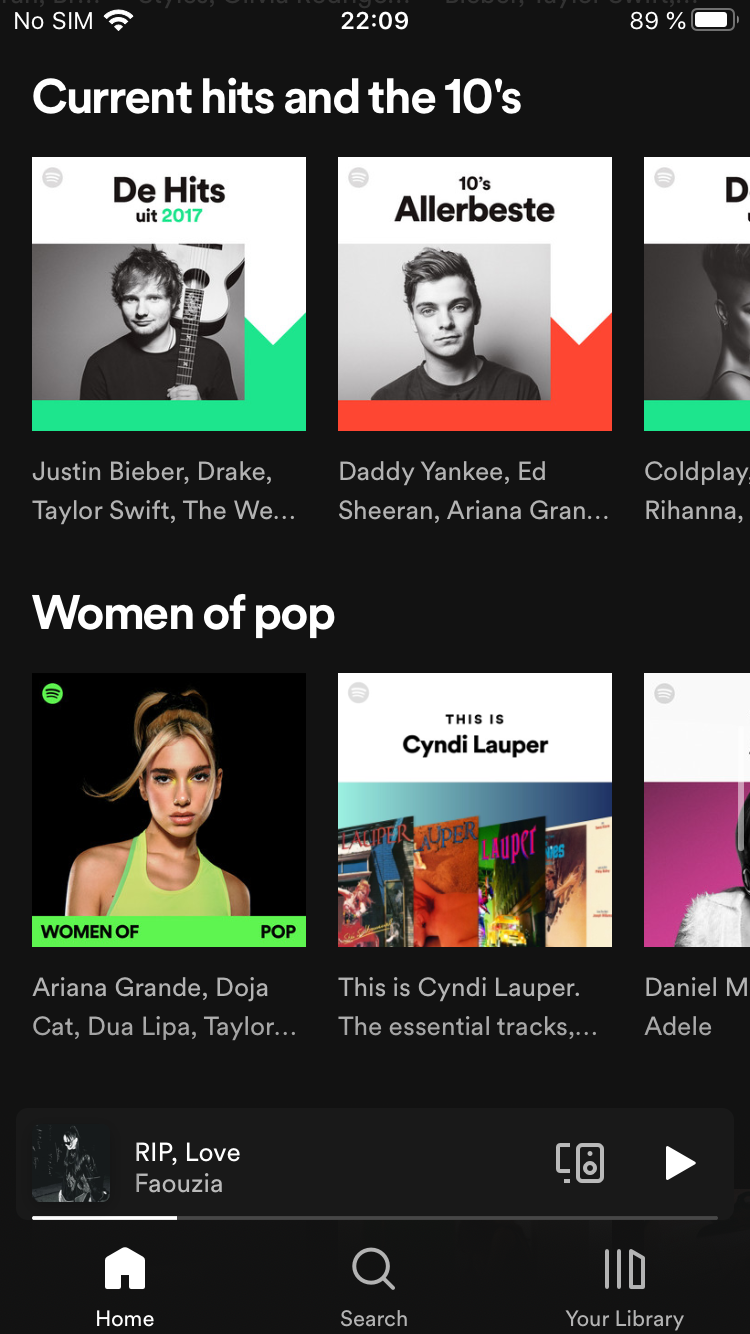 No SIM 22:09 89 %
Current hits and the 10's
De Hits
uit 2017
10's
Allerbeste
Justin Bieber, Drake,
Taylor Swift, The We...
Daddy Yankee, Ed
Sheeran, Ariana Gran...
Coldplay,
Rihanna,
Women of pop
WOMEN OF POP
THIS IS
Cyndi Lauper
LAUPER
LAUPER
Lauper
Ariana Grande, Doja
Cat, Dua Lipa, Taylor...
This is Cyndi Lauper.
The essential tracks,...
Daniel M
Adele
RIP, Love
Faouzia
Home
Search
Your Library